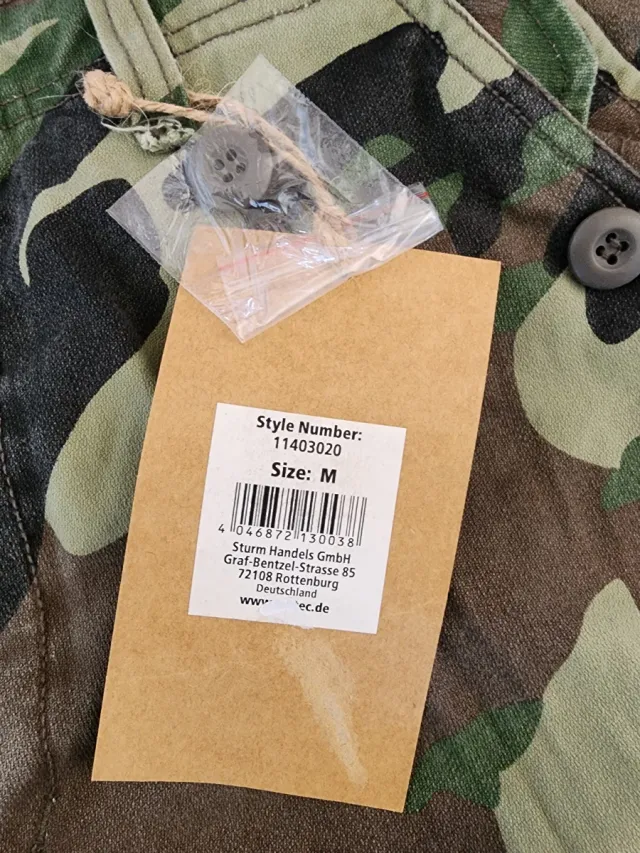 Style Number:
11403020
Size: M
4 046872 130038
Sturm Handels GmbH
Graf-Bentzel-Strasse 85
72108 Rottenburg
Deutschland